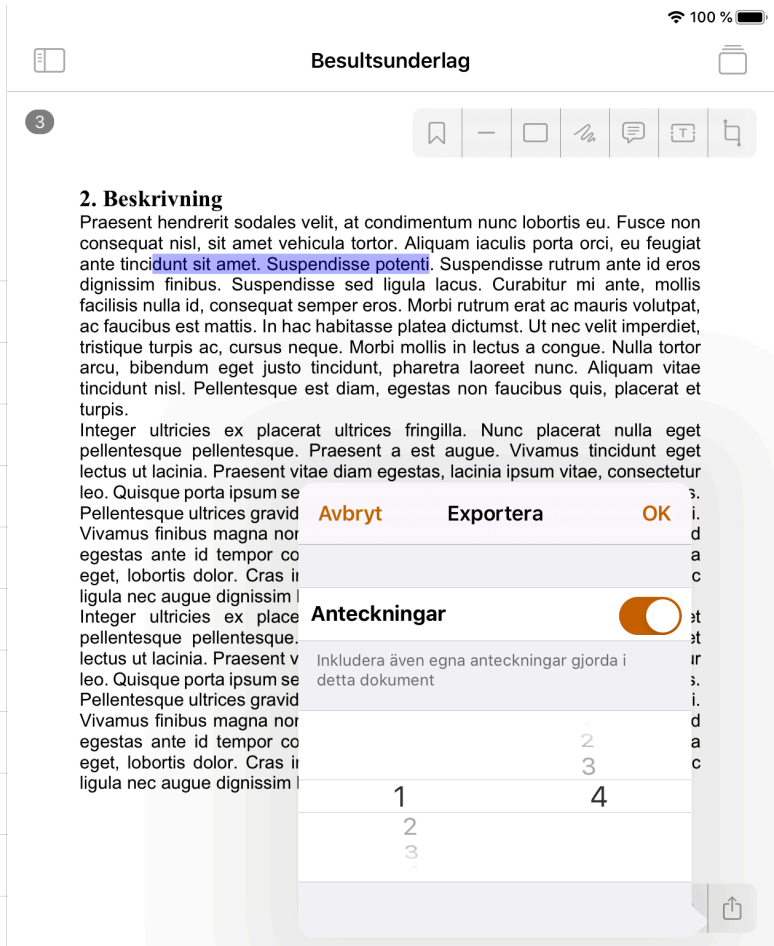 100 %
Besultsunderlag
3
T
2. Beskrivning
Praesent hendrerit sodales velit, at condimentum nunc lobortis eu. Fusce non
consequat nisl, sit amet vehicula tortor. Aliquam iaculis porta orci, eu feugiat
ante tincidunt sit amet. Suspendisse potenti. Suspendisse rutrum ante id eros
dignissim finibus. Suspendisse sed ligula lacus. Curabitur mi ante, mollis
facilisis nulla id, consequat semper eros. Morbi rutrum erat ac mauris volutpat,
ac faucibus est mattis. In hac habitasse platea dictumst. Ut nec velit imperdiet,
tristique turpis ac, cursus neque. Morbi mollis in lectus a congue. Nulla tortor
arcu, bibendum eget justo tincidunt, pharetra laoreet nunc. Aliquam vitae
tincidunt nisl. Pellentesque est diam, egestas non faucibus quis, placerat et
turpis.
Integer ultricies ex placerat ultrices fringilla. Nunc placerat nulla eget
pellentesque pellentesque. Praesent a est augue. Vivamus tincidunt eget
lectus ut lacinia. Praesent vitae diam egestas, lacinia ipsum vitae, consectetur
leo. Quisque porta ipsum se s.
Pellentesque ultrices gravid i.
Vivamus finibus magna nor d
egestas ante id tempor co a
eget, lobortis dolor. Cras i c
ligula nec augue dignissim
Integer ultricies ex place et
pellentesque pellentesque. et
lectus ut lacinia. Praesent v ur
leo. Quisque porta ipsum se s.
Pellentesque ultrices gravid i.
Vivamus finibus magna nor d
egestas ante id tempor co a
eget, lobortis dolor. Cras i c
ligula nec augue dignissim
Avbryt Exportera OK
Anteckningar
Inkludera även egna anteckningar gjorda i
detta dokument
2
3
1 4
2
3